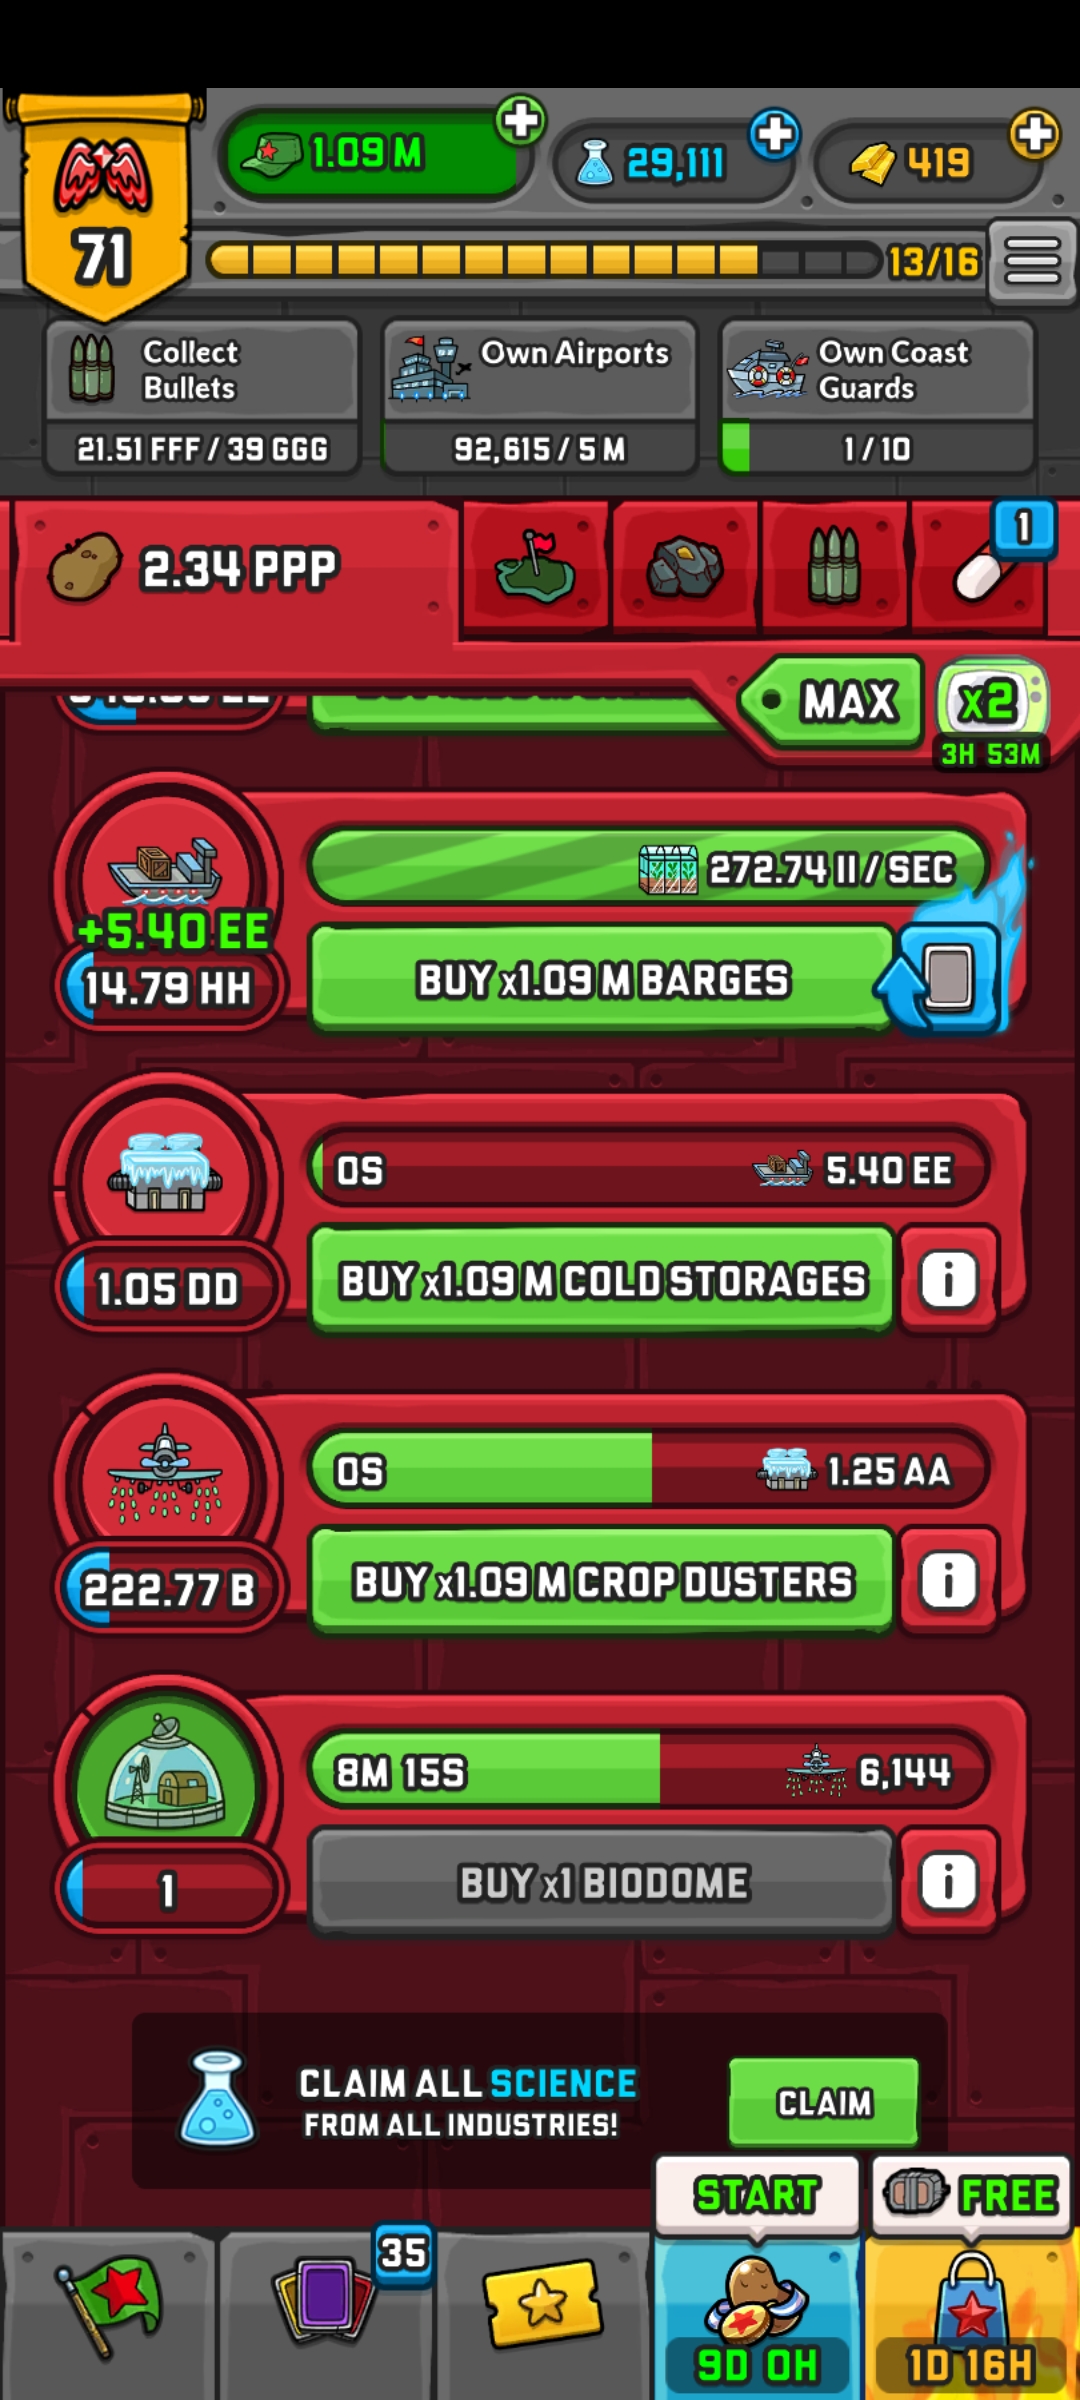 1.09 M
29,111
419
71
13/16
Collect
Bullets
21.51 FFF / 39 GGG
Own Airports
92,615 / 5 M
Own Coast
Guards
1 / 10
2.34 PPP
1
MAX
x2
3H 53M
272.74 II / SEC
+5.40 EE
14.79 HH
BUY x1.09 M BARGES
0S
5.40 EE
1.05 DD
BUY x1.09 M COLD STORAGES
0S
1.25 AA
222.77 B
BUY x1.09 M CROP DUSTERS
8M 15S
6,144
1
BUY x1 BIODOME
CLAIM ALL SCIENCE
FROM ALL INDUSTRIES!
CLAIM
START
FREE
35
9D 0H
1D 16H